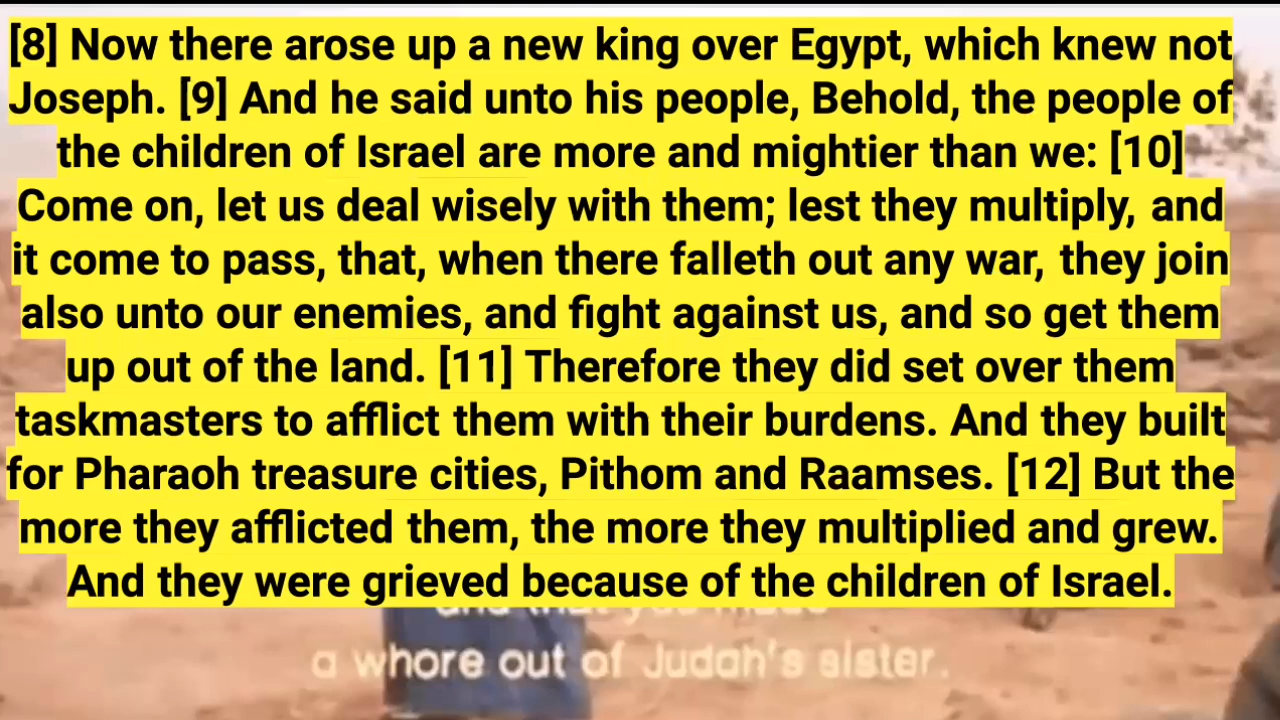 [8] Now there arose up a new king over Egypt, which knew not
Joseph. [9] And he said unto his people, Behold, the people of
the children of Israel are more and mightier than we: [10]
Come on, let us deal wisely with them; lest they multiply, and
it come to pass, that, when there falleth out any war, they join
also unto our enemies, and fight against us, and so get them
up out of the land. [11] Therefore they did set over them
taskmasters to afflict them with their burdens. And they built
for Pharaoh treasure cities, Pithom and Raamses. [12] But the
more they afflicted them, the more they multiplied and grew.
And they were grieved because of the children of Israel.
and that you made
a whore out of Judah's sister.